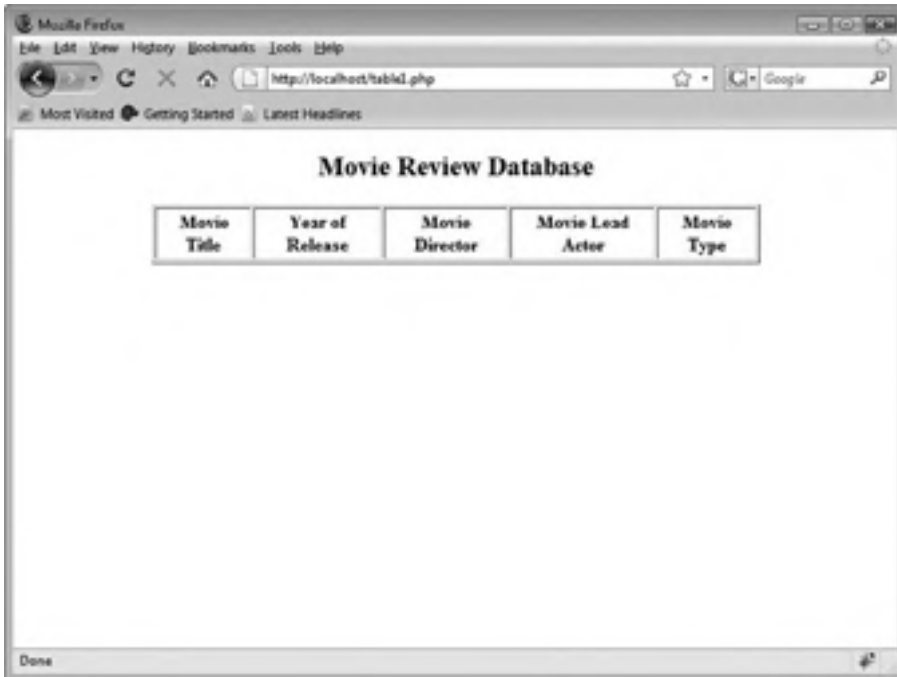 Mozilla Firefox
File Edit View History Bookmarks Tools Help
http://localhost/table1.php
Google
Most Visited Getting Started Latest Headlines
Movie Review Database
Movie Title
Year of Release
Movie Director
Movie Lead Actor
Movie Type
Done